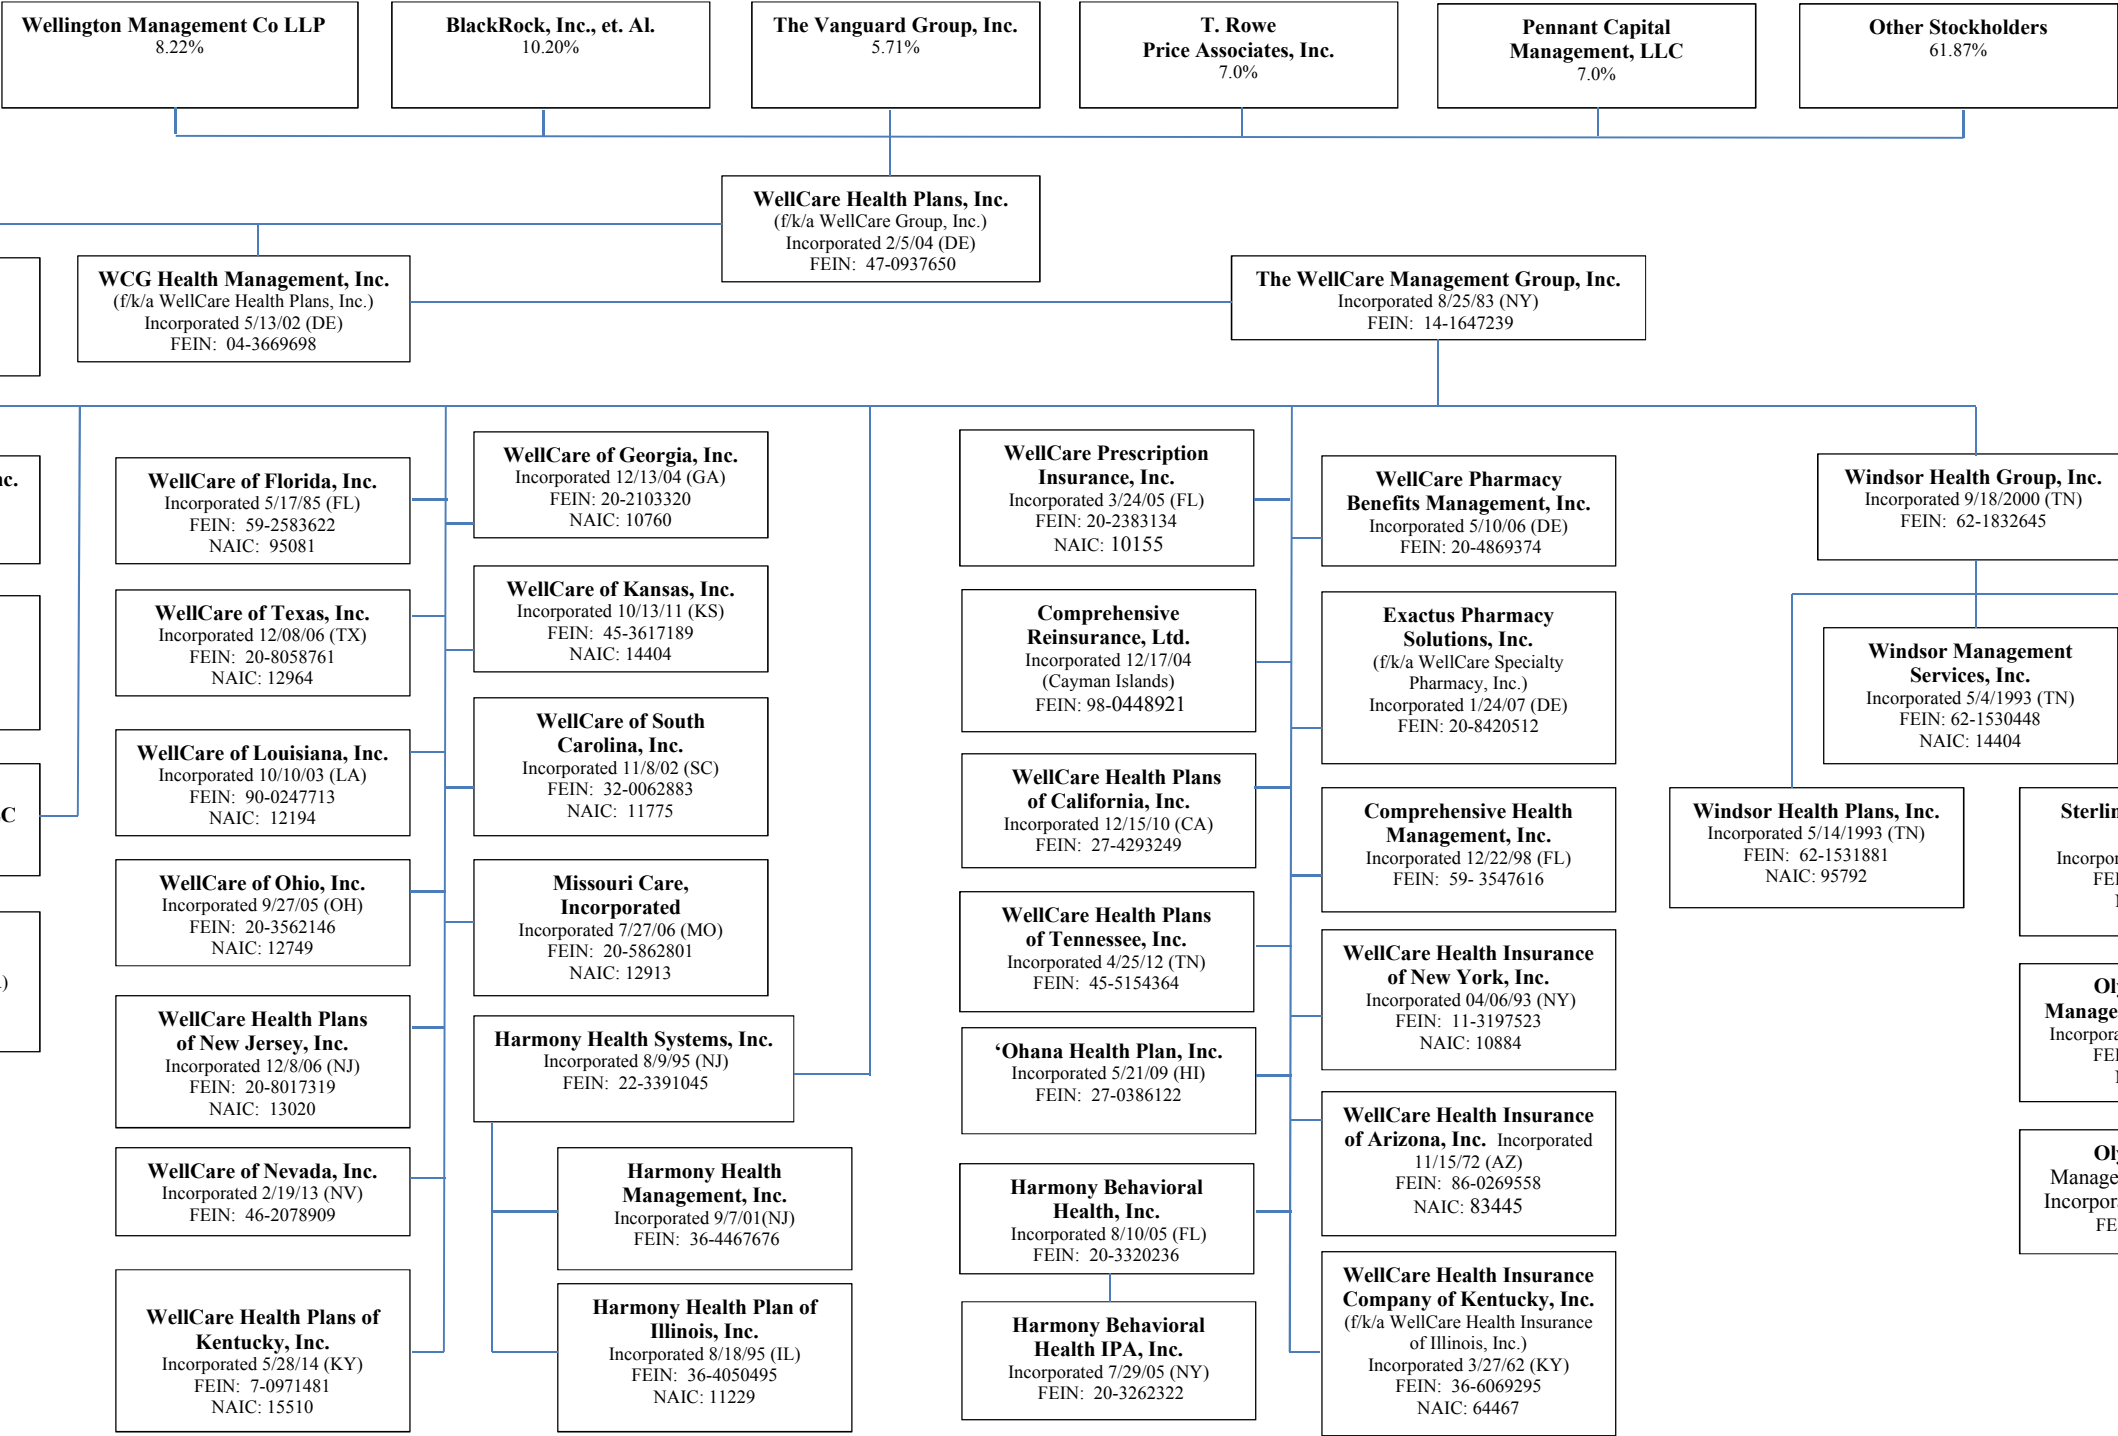 Wellington Management Co LLP
8.22%
BlackRock, Inc., et. Al.
10.20%
The Vanguard Group, Inc.
5.71%
T. Rowe
Price Associates, Inc.
7.0%
Pennant Capital
Management, LLC
7.0%
Other Stockholders
61.87%
WellCare Health Plans, Inc.
(f/k/a WellCare Group, Inc.)
Incorporated 2/5/04 (DE)
FEIN:  47-0937650
WCG Health Management, Inc.
(f/k/a WellCare Health Plans, Inc.)
Incorporated 5/13/02 (DE)
FEIN:  04-3669698
The WellCare Management Group, Inc.
Incorporated 8/25/83 (NY)
FEIN:  14-1647239
nc.
C
)
WellCare of Florida, Inc.
Incorporated 5/17/85 (FL)
FEIN:  59-2583622
NAIC:  95081
WellCare of Texas, Inc.
Incorporated 12/08/06 (TX)
FEIN:  20-8058761
NAIC: 12964
WellCare of Louisiana, Inc.
Incorporated 10/10/03 (LA)
FEIN:  90-0247713
NAIC:  12194
WellCare of Ohio, Inc.
Incorporated 9/27/05 (OH)
FEIN:  20-3562146
NAIC: 12749
WellCare Health Plans
of New Jersey, Inc.
Incorporated 12/8/06 (NJ)
FEIN:  20-8017319
NAIC:  13020
WellCare of Nevada, Inc.
Incorporated 2/19/13 (NV)
FEIN:  46-2078909
WellCare Health Plans of
Kentucky, Inc.
Incorporated 5/28/14 (KY)
FEIN:  7-0971481
NAIC: 15510
WellCare of Georgia, Inc.
Incorporated 12/13/04 (GA)
FEIN: 20-2103320
NAIC: 10760
WellCare of Kansas, Inc.
Incorporated 10/13/11 (KS)
FEIN:  45-3617189
NAIC: 14404
WellCare of South
Carolina, Inc.
Incorporated 11/8/02 (SC)
FEIN:  32-0062883
NAIC:  11775
Missouri Care,
Incorporated
Incorporated 7/27/06 (MO)
FEIN:  20-5862801
NAIC: 12913
Harmony Health Systems, Inc.
Incorporated 8/9/95 (NJ)
FEIN:  22-3391045
Harmony Health
Management, Inc.
Incorporated 9/7/01(NJ)
FEIN:  36-4467676
Harmony Health Plan of
Illinois, Inc.
Incorporated 8/18/95 (IL)
FEIN:  36-4050495
NAIC: 11229
WellCare Prescription
Insurance, Inc.
Incorporated 3/24/05 (FL)
FEIN: 20-2383134
NAIC: 10155
Comprehensive
Reinsurance, Ltd.
Incorporated 12/17/04
(Cayman Islands)
FEIN: 98-0448921
WellCare Health Plans
of California, Inc.
Incorporated 12/15/10 (CA)
FEIN:  27-4293249
WellCare Health Plans
of Tennessee, Inc.
Incorporated 4/25/12 (TN)
FEIN:  45-5154364
‘Ohana Health Plan, Inc.
Incorporated 5/21/09 (HI)
FEIN:  27-0386122
Harmony Behavioral
Health, Inc.
Incorporated 8/10/05 (FL)
FEIN:  20-3320236
Harmony Behavioral
Health IPA, Inc.
Incorporated 7/29/05 (NY)
FEIN:  20-3262322
WellCare Pharmacy
Benefits Management, Inc.
Incorporated 5/10/06 (DE)
FEIN: 20-4869374
Exactus Pharmacy
Solutions, Inc.
(f/k/a WellCare Specialty
Pharmacy, Inc.)
Incorporated 1/24/07 (DE)
FEIN: 20-8420512
Comprehensive Health
Management, Inc.
Incorporated 12/22/98 (FL)
FEIN:  59- 3547616
WellCare Health Insurance
of New York, Inc.
Incorporated 04/06/93 (NY)
FEIN:  11-3197523
NAIC: 10884
WellCare Health Insurance
of Arizona, Inc.  Incorporated
11/15/72 (AZ)
FEIN:  86-0269558
NAIC: 83445
WellCare Health Insurance
Company of Kentucky, Inc.
(f/k/a WellCare Health Insurance
of Illinois, Inc.)
Incorporated 3/27/62 (KY)
FEIN:  36-6069295
NAIC: 64467
Windsor Health Group, Inc.
Incorporated 9/18/2000 (TN)
FEIN:  62-1832645
Windsor Management
Services, Inc.
Incorporated 5/4/1993 (TN)
FEIN: 62-1530448
NAIC: 14404
Windsor Health Plans, Inc.
Incorporated 5/14/1993 (TN)
FEIN:  62-1531881
NAIC: 95792
Sterlin
Incorpor
FEI
Oly
Manage
Incorpora
FEI
Oly
Manage
Incorpora
FE